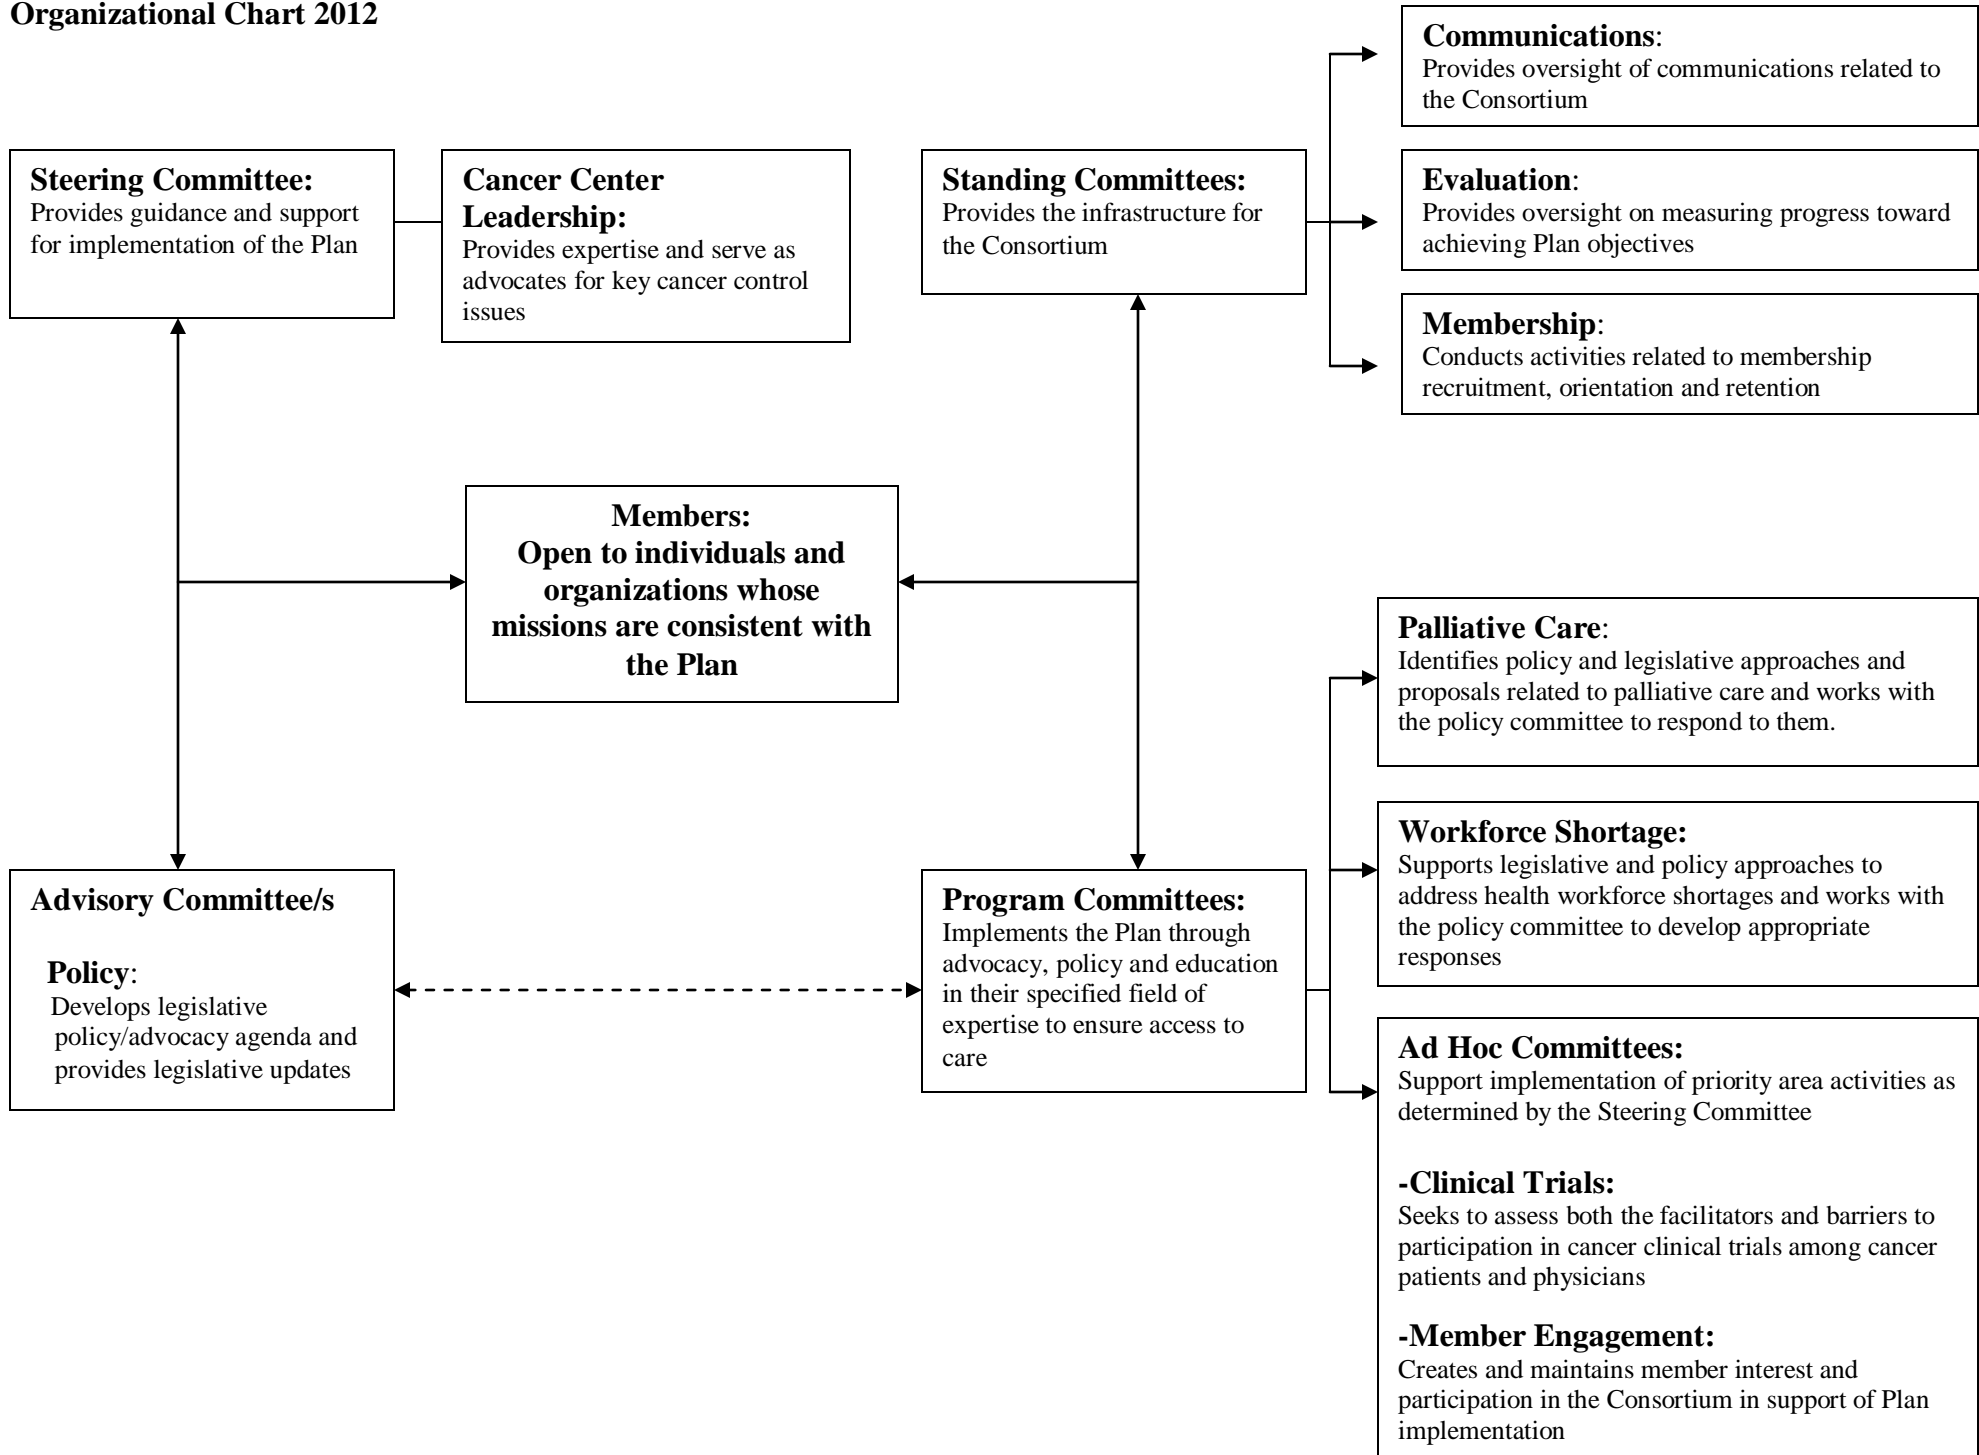 Organizational Chart 2012
Communications:
Provides oversight of communications related to
the Consortium
Steering Committee:
Provides guidance and support
for implementation of the Plan
Cancer Center
Leadership:
Provides expertise and serve as
advocates for key cancer control
issues
Standing Committees:
Provides the infrastructure for
the Consortium
Evaluation:
Provides oversight on measuring progress toward
achieving Plan objectives
Membership:
Conducts activities related to membership
recruitment, orientation and retention
Members:
Open to individuals and
organizations whose
missions are consistent with
the Plan
Palliative Care:
Identifies policy and legislative approaches and
proposals related to palliative care and works with
the policy committee to respond to them.
Workforce Shortage:
Supports legislative and policy approaches to
address health workforce shortages and works with
the policy committee to develop appropriate
responses
Advisory Committee/s
Policy:
Develops legislative
policy/advocacy agenda and
provides legislative updates
Program Committees:
Implements the Plan through
advocacy, policy and education
in their specified field of
expertise to ensure access to
care
Ad Hoc Committees:
Support implementation of priority area activities as
determined by the Steering Committee
-Clinical Trials:
Seeks to assess both the facilitators and barriers to
participation in cancer clinical trials among cancer
patients and physicians
-Member Engagement:
Creates and maintains member interest and
participation in the Consortium in support of Plan
implementation